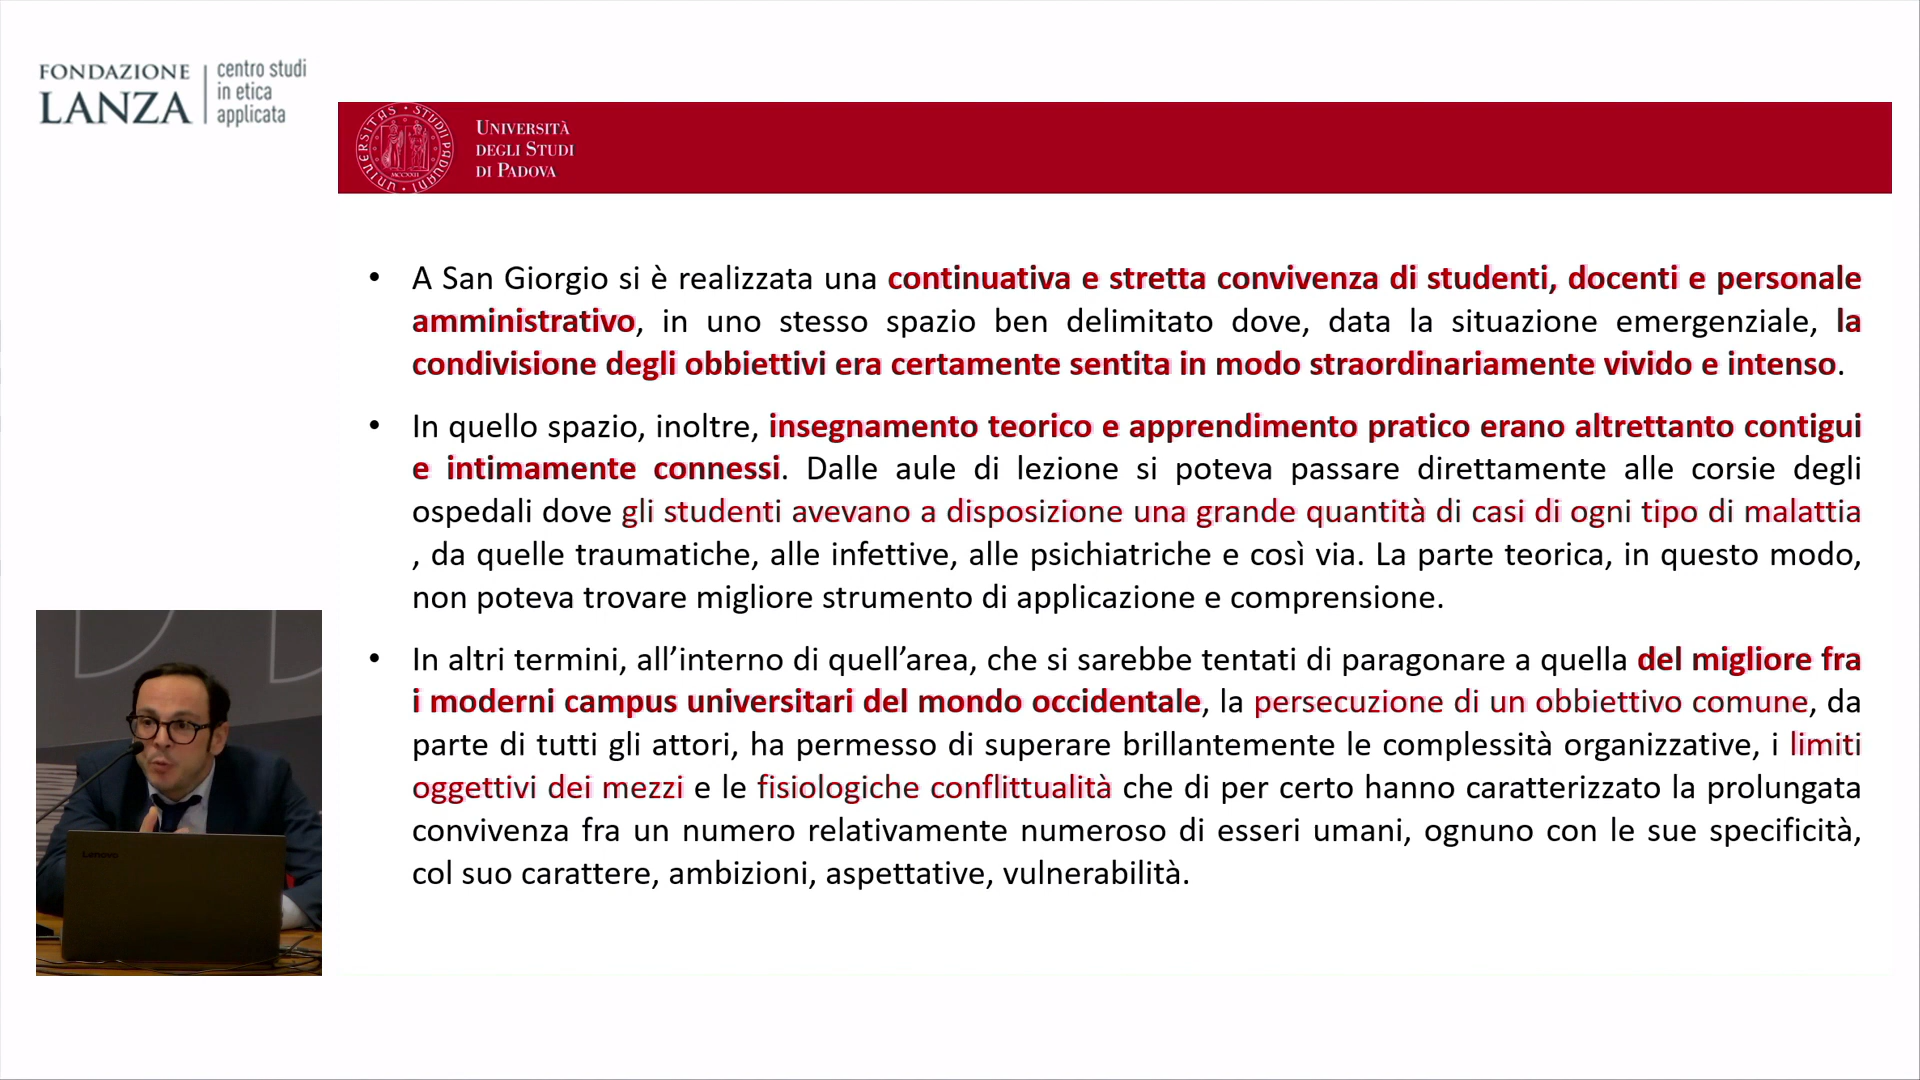 FONDAZIONE
LANZA
centro studi
in etica
applicata
UNIVERSITÀ
DEGLI STUDI
DI PADOVA
• A San Giorgio si è realizzata una continuativa e stretta convivenza di studenti, docenti e personale
amministrativo, in uno stesso spazio ben delimitato dove, data la situazione emergenziale, la
condivisione degli obbiettivi era certamente sentita in modo straordinariamente vivido e intenso.
• In quello spazio, inoltre, insegnamento teorico e apprendimento pratico erano altrettanto contigui
e intimamente connessi. Dalle aule di lezione si poteva passare direttamente alle corsie degli
ospedali dove gli studenti avevano a disposizione una grande quantità di casi di ogni tipo di malattia
, da quelle traumatiche, alle infettive, alle psichiatriche e così via. La parte teorica, in questo modo,
non poteva trovare migliore strumento di applicazione e comprensione.
• In altri termini, all’interno di quell’area, che si sarebbe tentati di paragonare a quella del migliore fra
i moderni campus universitari del mondo occidentale, la persecuzione di un obbiettivo comune, da
parte di tutti gli attori, ha permesso di superare brillantemente le complessità organizzative, i limiti
oggettivi dei mezzi e le fisiologiche conflittualità che di per certo hanno caratterizzato la prolungata
convivenza fra un numero relativamente numeroso di esseri umani, ognuno con le sue specificità,
col suo carattere, ambizioni, aspettative, vulnerabilità.
Lenovo